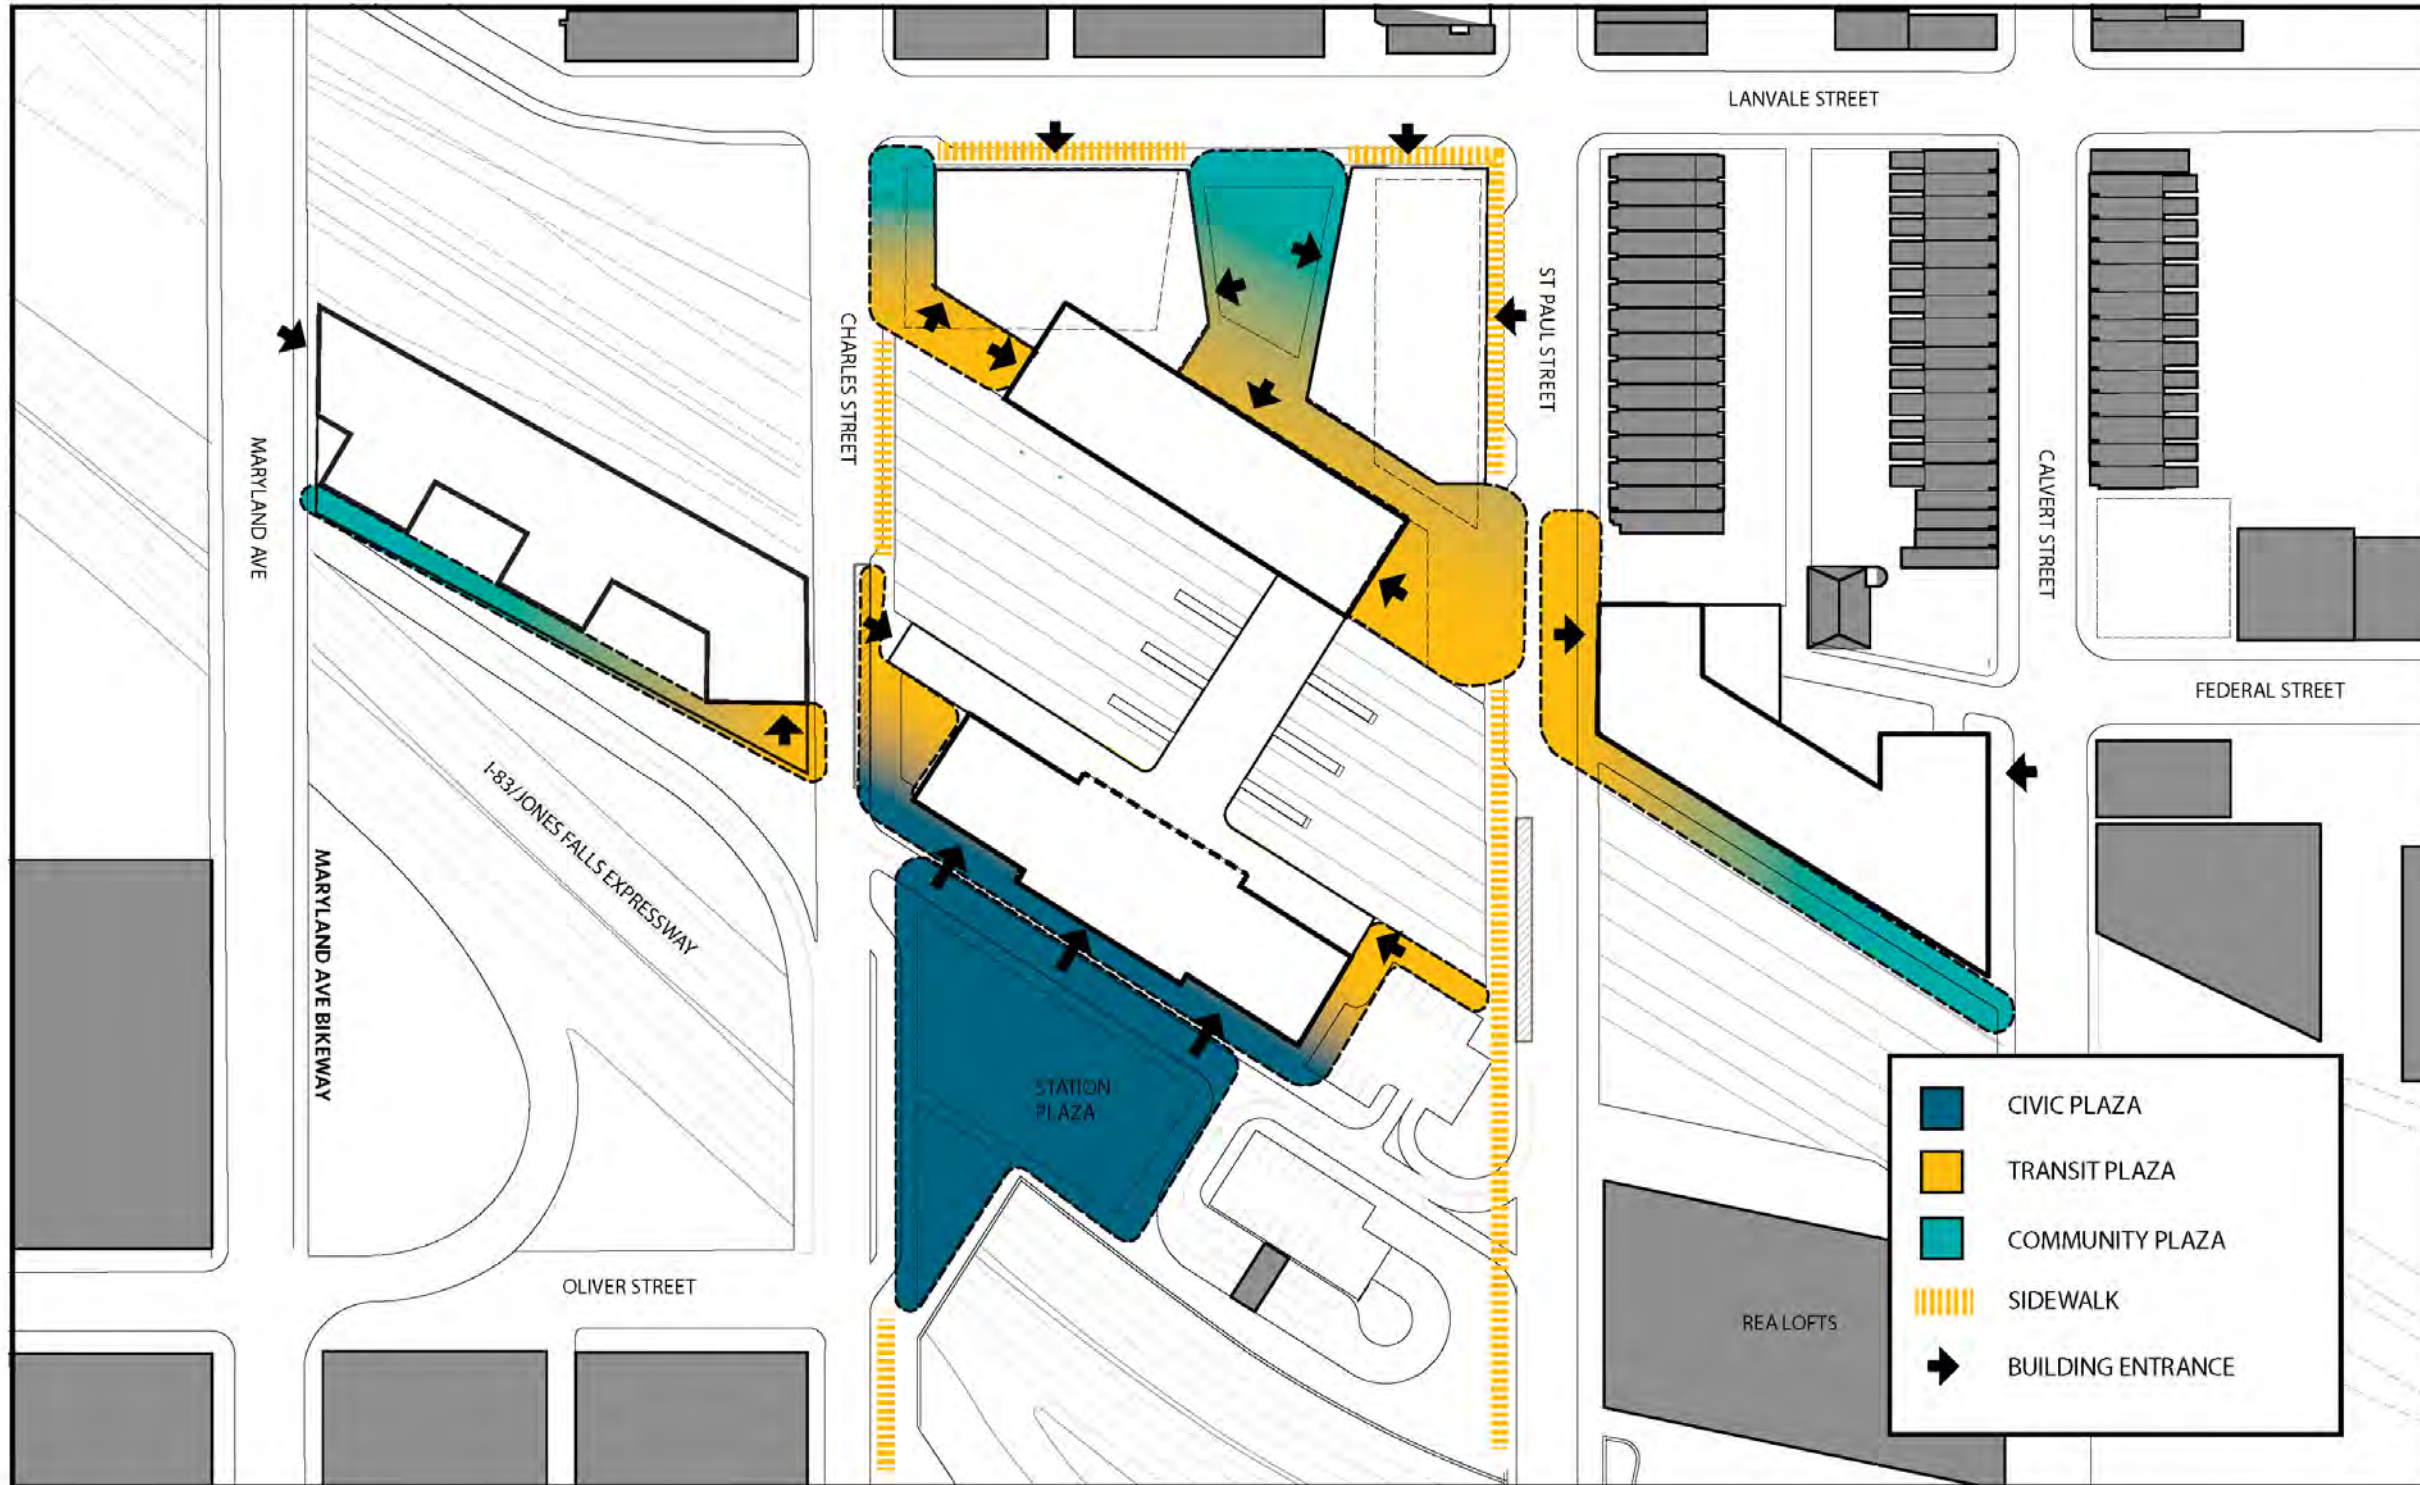 LANVALE STREET
ST PAUL STREET
CHARLES STREET
MARYLAND AVE
CALVERT STREET
FEDERAL STREET
I-83/JONES FALLS EXPRESSWAY
MARYLAND AVE BIKEWAY
STATION
PLAZA
OLIVER STREET
REA LOFTS
CIVIC PLAZA
TRANSIT PLAZA
COMMUNITY PLAZA
SIDEWALK
BUILDING ENTRANCE